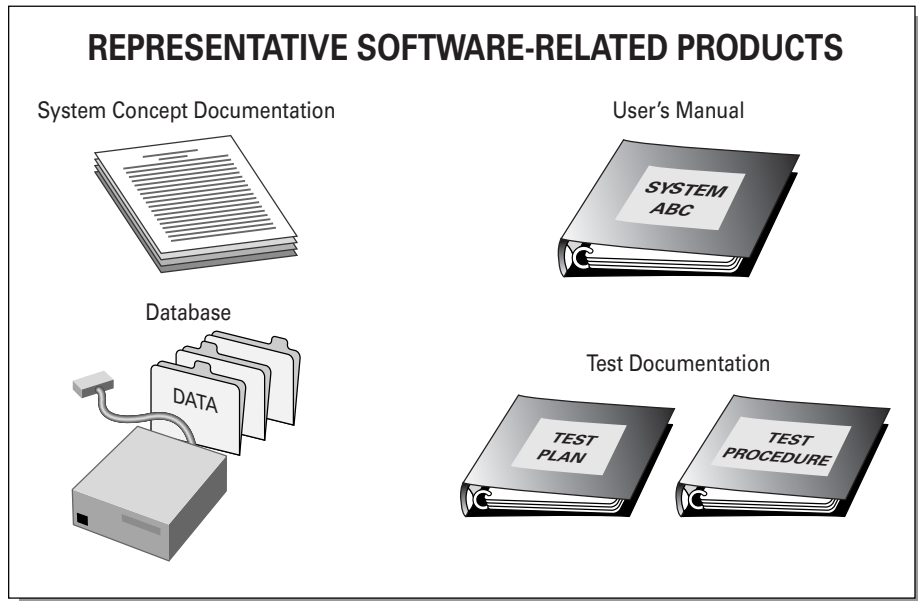 REPRESENTATIVE SOFTWARE-RELATED PRODUCTS
System Concept Documentation
User's Manual
SYSTEM
ABC
Database
DATA
Test Documentation
TEST
PLAN
TEST
PROCEDURE